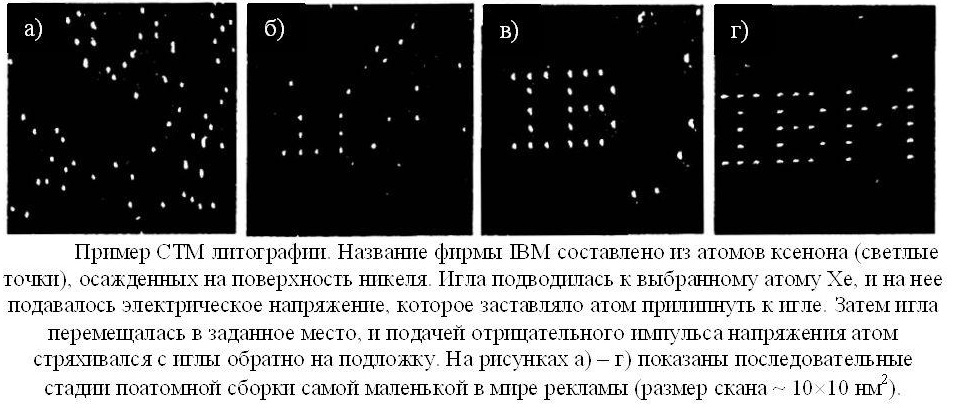 а) б) в) г)
Пример СТМ литографии. Название фирмы IBM составлено из атомов ксенона (светлые
точки), осажденных на поверхность никеля. Игла подводилась к выбранному атому Xe, и на нее
подавалось электрическое напряжение, которое заставляло атом прилипнуть к игле. Затем игла
перемещалась в заданное место, и подачей отрицательного импульса напряжения атом
стряхивался с иглы обратно на подложку. На рисунках а) – г) показаны последовательные
стадии поатомной сборки самой маленькой в мире рекламы (размер скана ~ 10×10 нм²).